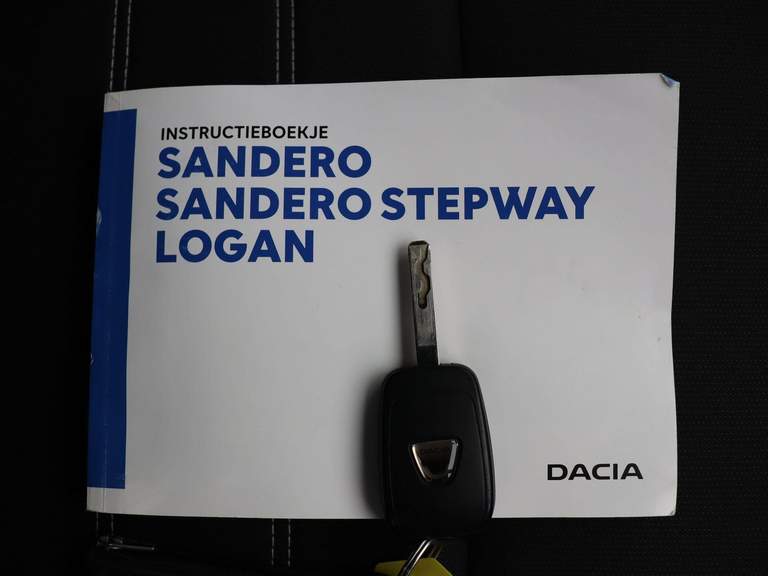 INSTRUCTIEBOEKJE
SANDERO
SANDERO STEPWAY
LOGAN
DACIA